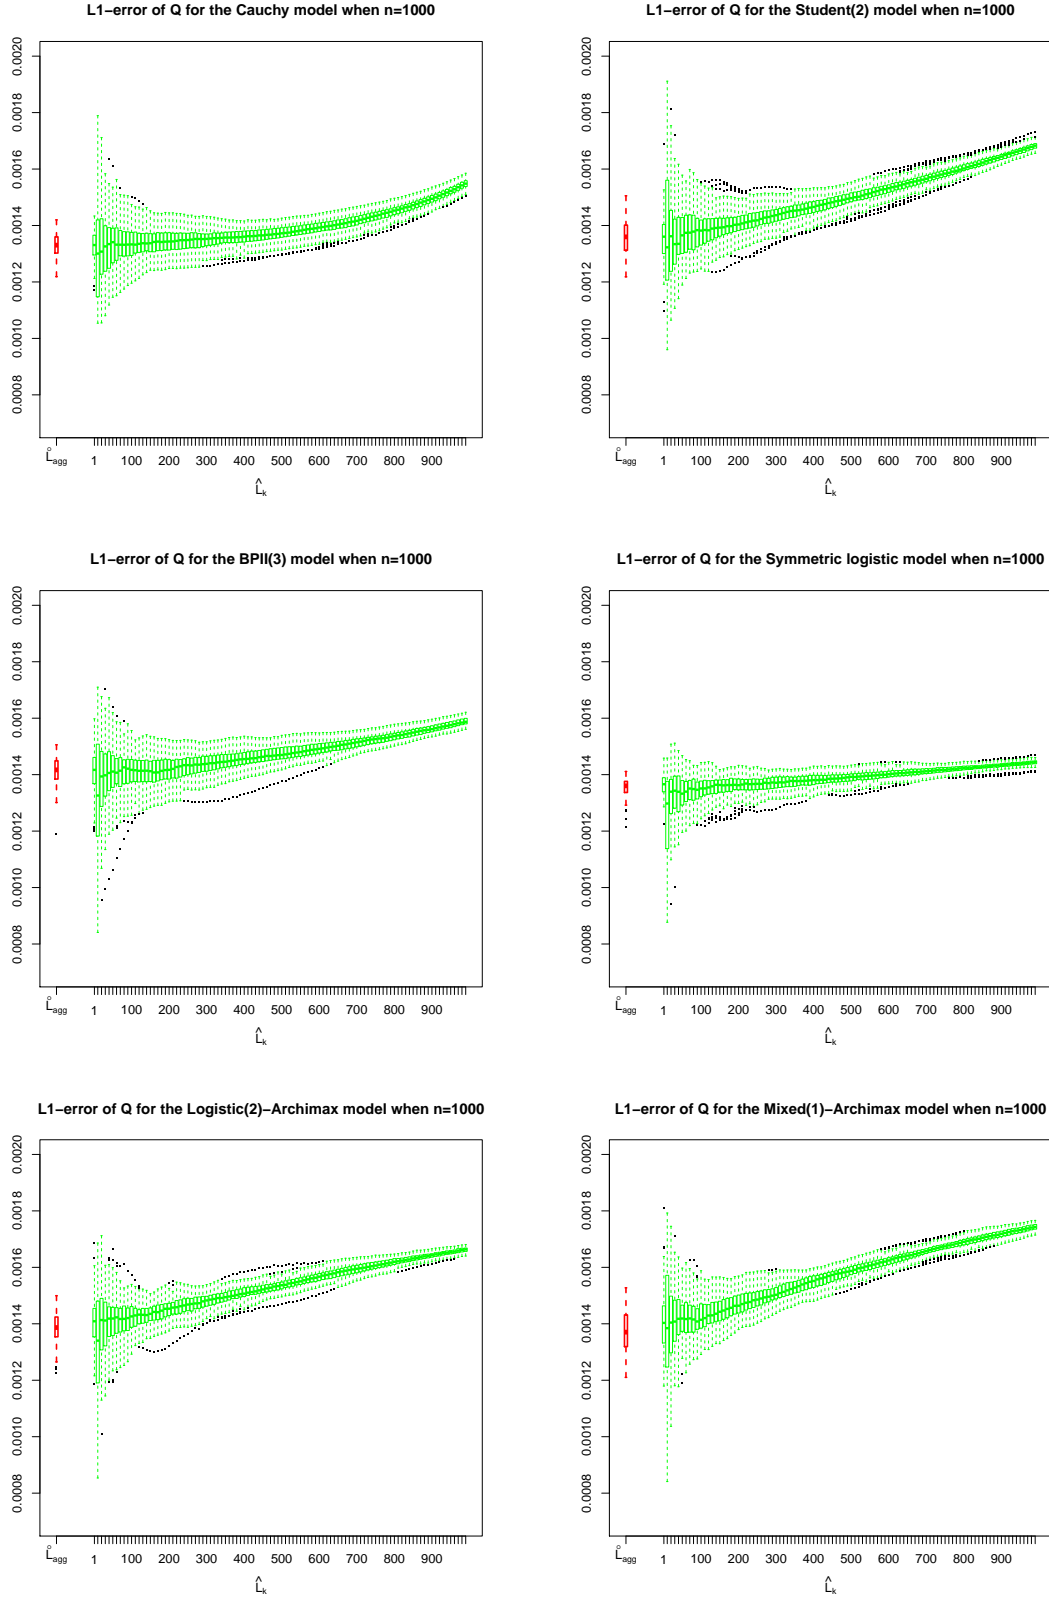 L1−error of Q for the Cauchy model when n=1000
0.0020
0.0018
0.0016
0.0014
0.0012
0.0010
0.0008
L̊agg 1 100 200 300 400 500 600 700 800 900
L̂k
L1−error of Q for the Student(2) model when n=1000
0.0020
0.0018
0.0016
0.0014
0.0012
0.0010
0.0008
L̊agg 1 100 200 300 400 500 600 700 800 900
L̂k
L1−error of Q for the BPII(3) model when n=1000
0.0020
0.0018
0.0016
0.0014
0.0012
0.0010
0.0008
L̊agg 1 100 200 300 400 500 600 700 800 900
L̂k
L1−error of Q for the Symmetric logistic model when n=1000
0.0020
0.0018
0.0016
0.0014
0.0012
0.0010
0.0008
L̊agg 1 100 200 300 400 500 600 700 800 900
L̂k
L1−error of Q for the Logistic(2)−Archimax model when n=1000
0.0020
0.0018
0.0016
0.0014
0.0012
0.0010
0.0008
L̊agg 1 100 200 300 400 500 600 700 800 900
L̂k
L1−error of Q for the Mixed(1)−Archimax model when n=1000
0.0020
0.0018
0.0016
0.0014
0.0012
0.0010
0.0008
L̊agg 1 100 200 300 400 500 600 700 800 900
L̂k